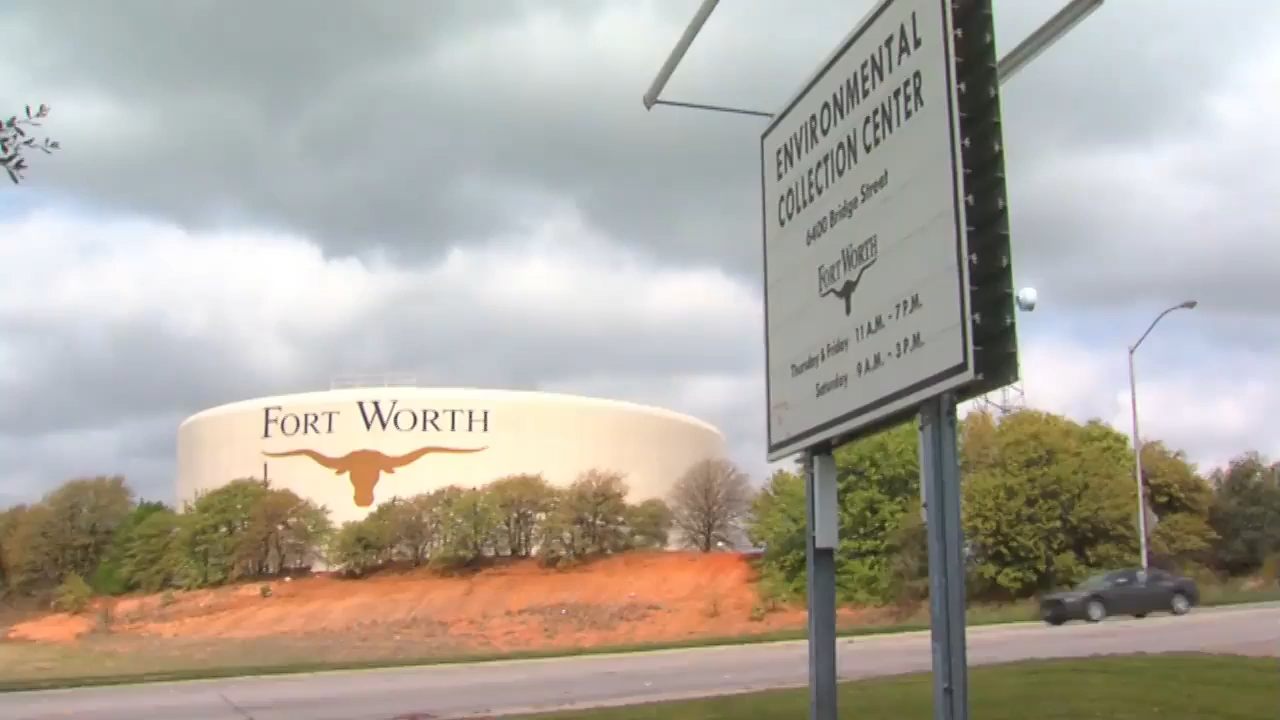 FORT WORTH
ENVIRONMENTAL
COLLECTION CENTER
6400 Bridge Street
FORT WORTH
Thursday & Friday 11 A.M. - 7 P.M.
Saturday 9 A.M. - 3 P.M.